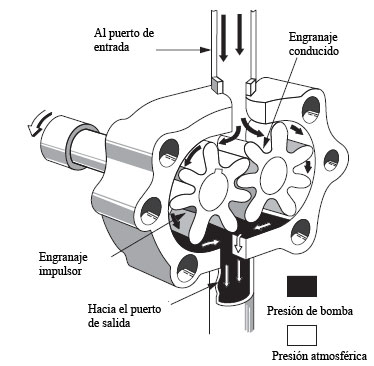 Al puerto de
entrada
Engranaje
conducido
Engranaje
impulsor
Hacia el puerto
de salida
Presión de bomba
Presión atmosférica